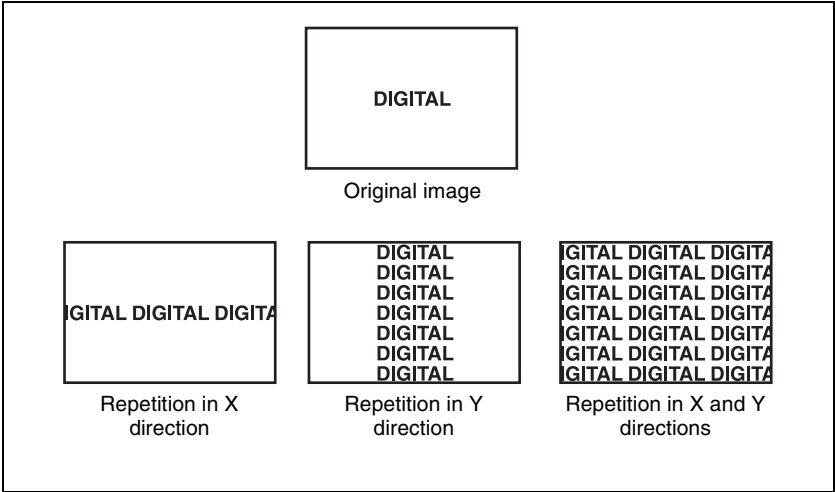 DIGITAL
Original image
IGITAL DIGITAL DIGITA
Repetition in X
direction
DIGITAL
DIGITAL
DIGITAL
DIGITAL
DIGITAL
DIGITAL
DIGITAL
Repetition in Y
direction
IGITAL DIGITAL DIGITA
IGITAL DIGITAL DIGITA
IGITAL DIGITAL DIGITA
IGITAL DIGITAL DIGITA
IGITAL DIGITAL DIGITA
IGITAL DIGITAL DIGITA
IGITAL DIGITAL DIGITA
Repetition in X and Y
directions